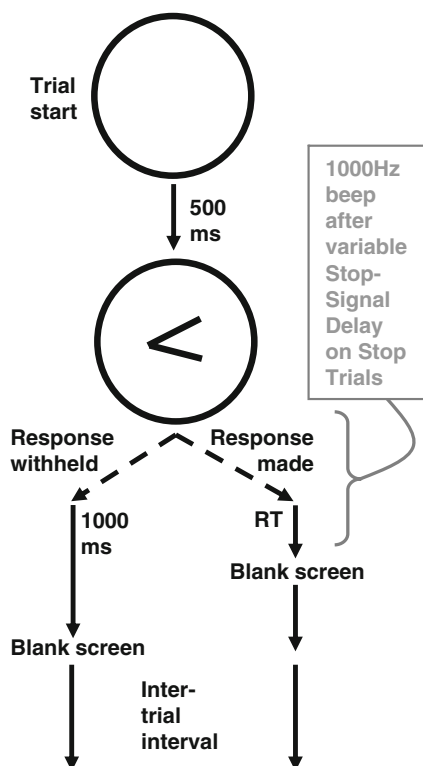 Trial
start
500
ms
1000Hz
beep
after
variable
Stop-
Signal
Delay
on Stop
Trials
<
Response
withheld
Response
made
1000
ms
RT
Blank screen
Blank screen
Inter-
trial
interval